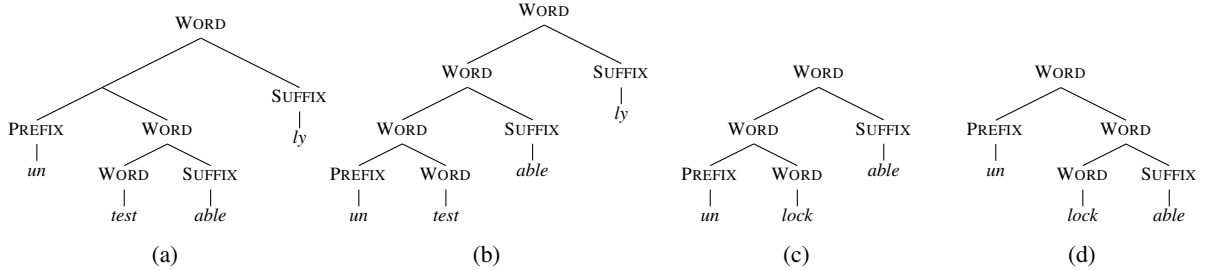 WORD
PREFIX
un
WORD
WORD
test
SUFFIX
able
SUFFIX
ly
(a)
WORD
WORD
WORD
PREFIX
un
WORD
test
SUFFIX
able
SUFFIX
ly
(b)
WORD
WORD
PREFIX
un
WORD
lock
SUFFIX
able
(c)
WORD
PREFIX
un
WORD
WORD
lock
SUFFIX
able
(d)